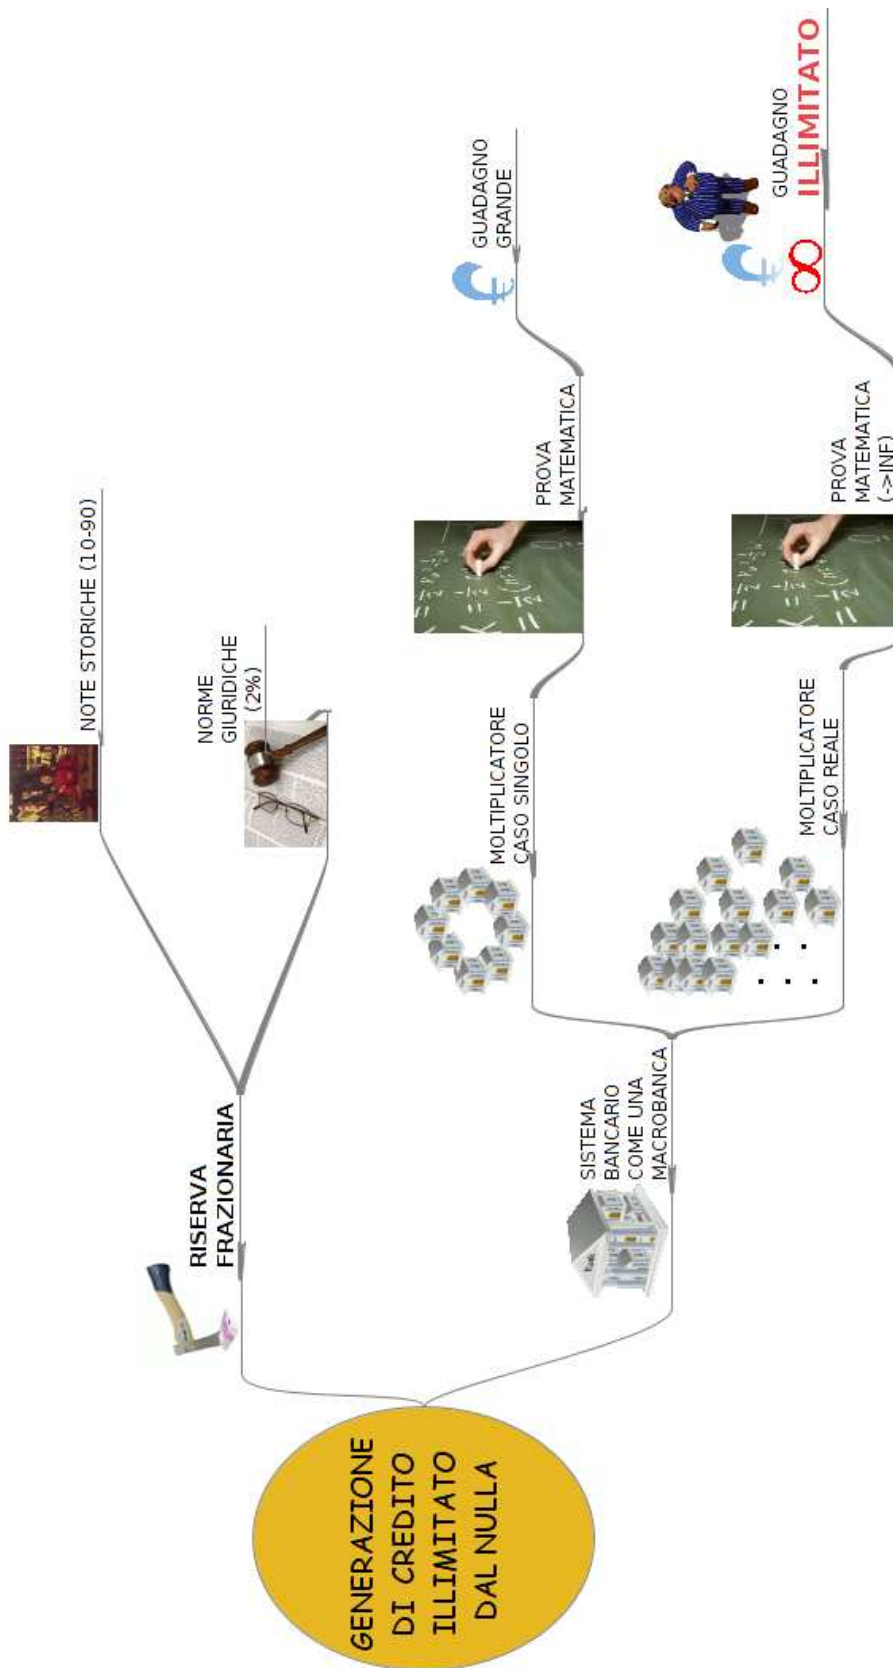 GENERAZIONE
DI CREDITO
ILLIMITATO
DAL NULLA
RISERVA
FRAZIONARIA
NOTE STORICHE (10-90)
NORME
GIURIDICHE
(2%)
SISTEMA
BANCARIO
COME UNA
MACROBANCA
MOLTIPLICATORE
CASO SINGOLO
PROVA
MATEMATICA
GUADAGNO
GRANDE
MOLTIPLICATORE
CASO REALE
PROVA
MATEMATICA
(->INF)
GUADAGNO
ILLIMITATO